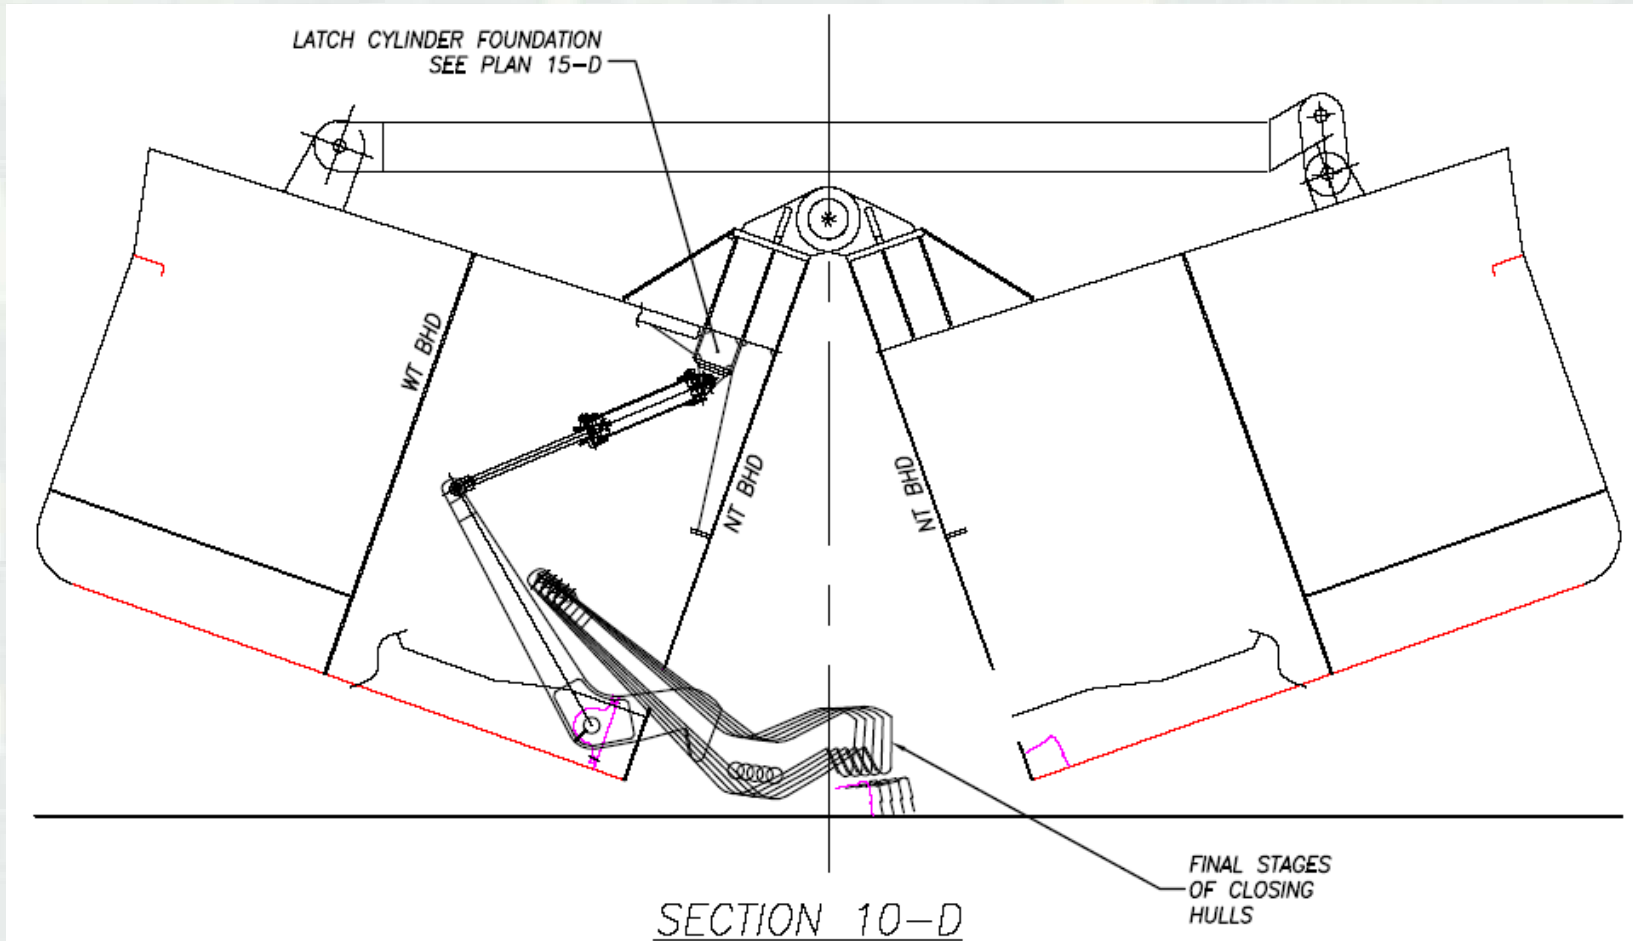 LATCH CYLINDER FOUNDATION
SEE PLAN 15-D
WT BHD
NT BHD
NT BHD
FINAL STAGES
OF CLOSING
HULLS
SECTION 10-D